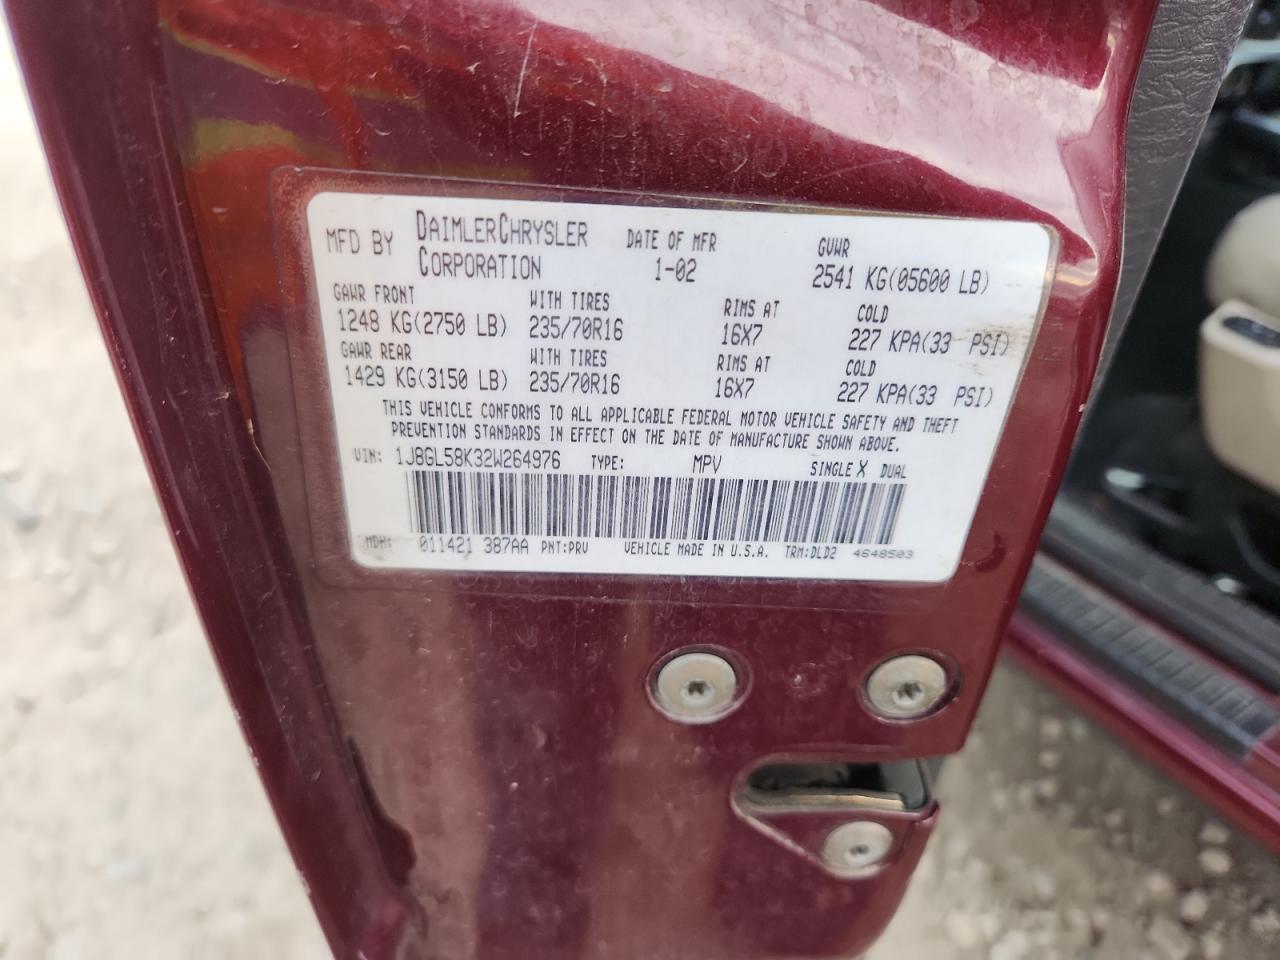 MFD BY DAIMLERCHRYSLER CORPORATION DATE OF MFR 1-02 GVWR 2541 KG(05600 LB)
GAWR FRONT WITH TIRES RIMS AT COLD
1248 KG(2750 LB) 235/70R16 16X7 227 KPA(33 PSI)
GAWR REAR WITH TIRES RIMS AT COLD
1429 KG(3150 LB) 235/70R16 16X7 227 KPA(33 PSI)
THIS VEHICLE CONFORMS TO ALL APPLICABLE FEDERAL MOTOR VEHICLE SAFETY AND THEFT
PREVENTION STANDARDS IN EFFECT ON THE DATE OF MANUFACTURE SHOWN ABOVE.
VIN: 1J8GL58K32W264976 TYPE: MPV SINGLE X DUAL
MDH: 011421 387AA PNT:PRV VEHICLE MADE IN U.S.A. TRM:DLD2 4648503